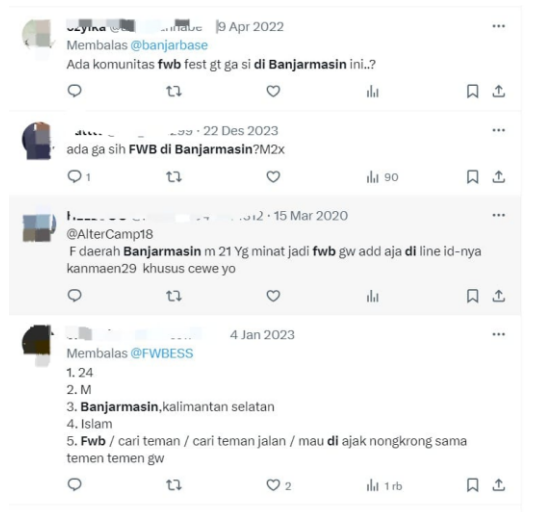 9 Apr 2022
Membalas @banjarbase
Ada komunitas fwb fest gt ga si di Banjarmasin ini..?
22 Des 2023
ada ga sih FWB di Banjarmasin?M2x
1
90
15 Mar 2020
@AlterCamp18
F daerah Banjarmasin m 21 Yg minat jadi fwb gw add aja di line id-nya
kanmaen29 khusus cewe yo
4 Jan 2023
Membalas @FWBESS
1. 24
2. M
3. Banjarmasin,kalimantan selatan
4. Islam
5. Fwb / cari teman / cari teman jalan / mau di ajak nongkrong sama
temen temen gw
2
1 rb